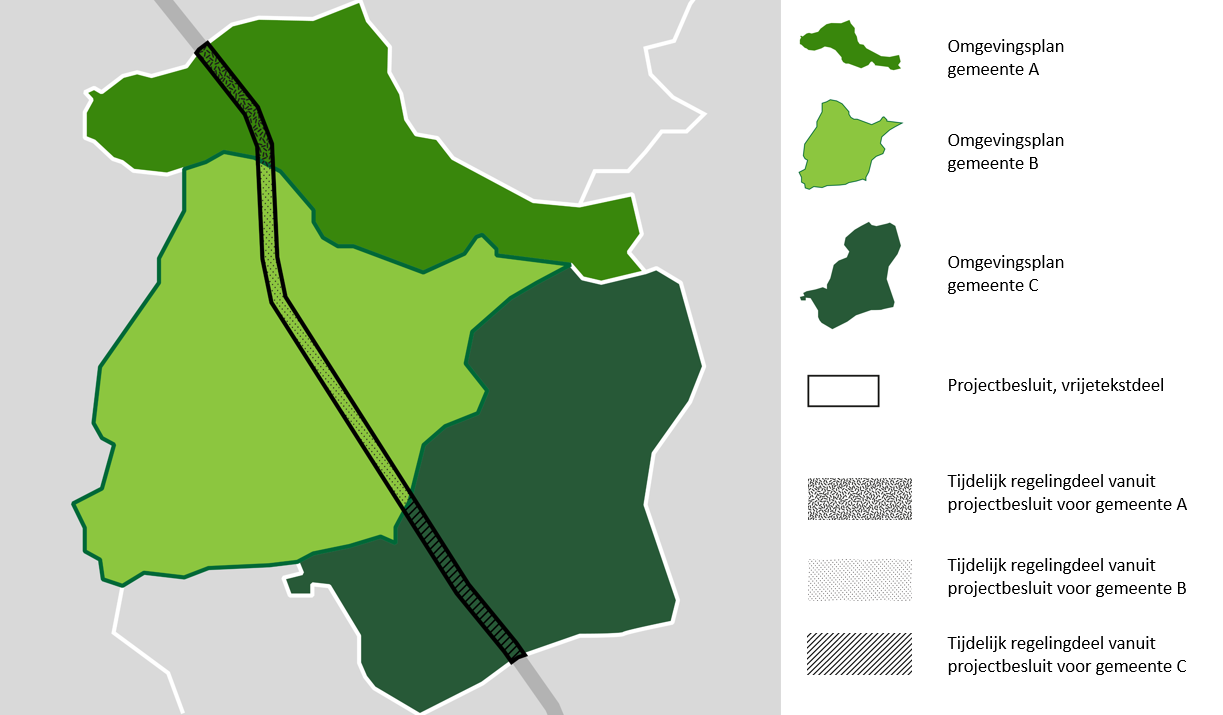 Omgevingsplan
gemeente A
Omgevingsplan
gemeente B
Omgevingsplan
gemeente C
Projectbesluit, vrijetekstdeel
Tijdelijk regelingdeel vanuit
projectbesluit voor gemeente A
Tijdelijk regelingdeel vanuit
projectbesluit voor gemeente B
Tijdelijk regelingdeel vanuit
projectbesluit voor gemeente C